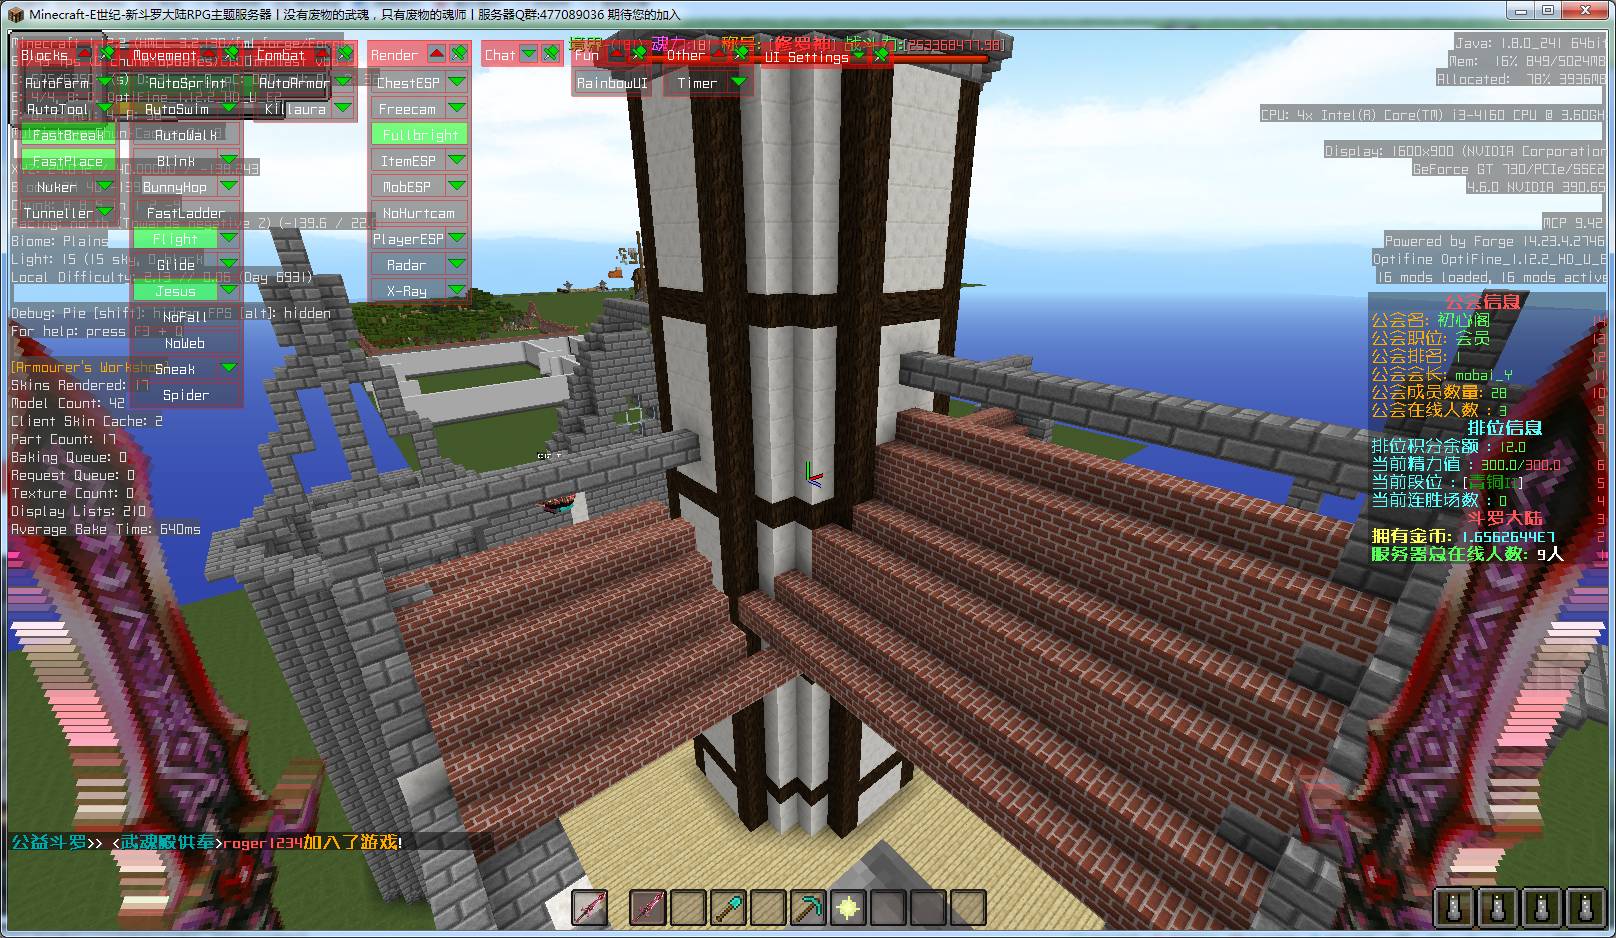 Minecraft-E世纪-新斗罗大陆RPG主题服务器丨没有废物的武魂，只有废物的魂师丨服务器Q群:477089036 期待您的加入
Blocks
Movement
Combat
Render
Chat
Fun
Other
UI Settings
AutoFarm
AutoSprint
AutoArmor
ChestESP
RainbowUI
Timer
AutoTool
AutoSwim
Killaura
Freecam
FastBreak
AutoWalk
Fullbright
FastPlace
Blink
ItemESP
Nuker
BunnyHop
MobESP
Tunneller
FastLadder
NoHurtcam
Flight
PlayerESP
Glide
Radar
Jesus
X-Ray
NoFall
NoWeb
Sneak
Spider
Biome: Plains
Light: 15 (15 sky, 0 block)
Local Difficulty: 2.13 // 0.06 (Day 6931)
Debug: Pie [shift]: hidden FPS [alt]: hidden
For help: press F3 + Q
[Armourer's Workshop]
Skins Rendered: 17
Model Count: 42
Client Skin Cache: 2
Part Count: 17
Baking Queue: 0
Request Queue: 0
Texture Count: 0
Display Lists: 210
Average Bake Time: 640ms
Java: 1.8.0_241 64bit
Mem: 16% 849/5024MB
Allocated: 78% 3936MB
CPU: 4x Intel(R) Core(TM) i3-4160 CPU @ 3.60GHz
Display: 1600x900 (NVIDIA Corporation)
GeForce GT 730/PCIe/SSE2
4.6.0 NVIDIA 390.65
MCP 9.42
Powered by Forge 14.23.4.2746
Optifine OptiFine_1.12.2_HD_U_E
16 mods loaded, 16 mods active
公会信息
公会名: 初心阁
公会职位: 会员
公会排名: 1
公会会长: mobai_Y
公会成员数量: 28
公会在线人数 : 3
排位信息
排位积分余额 : 12.0
当前精力值 : 300.0/300.0
当前段位 : [青铜II]
当前连胜场数 : 0
斗罗大陆
拥有金币: 1.6562644E7
服务器总在线人数: 9人
公益斗罗>> <武魂殿供奉>roger1234加入了游戏!